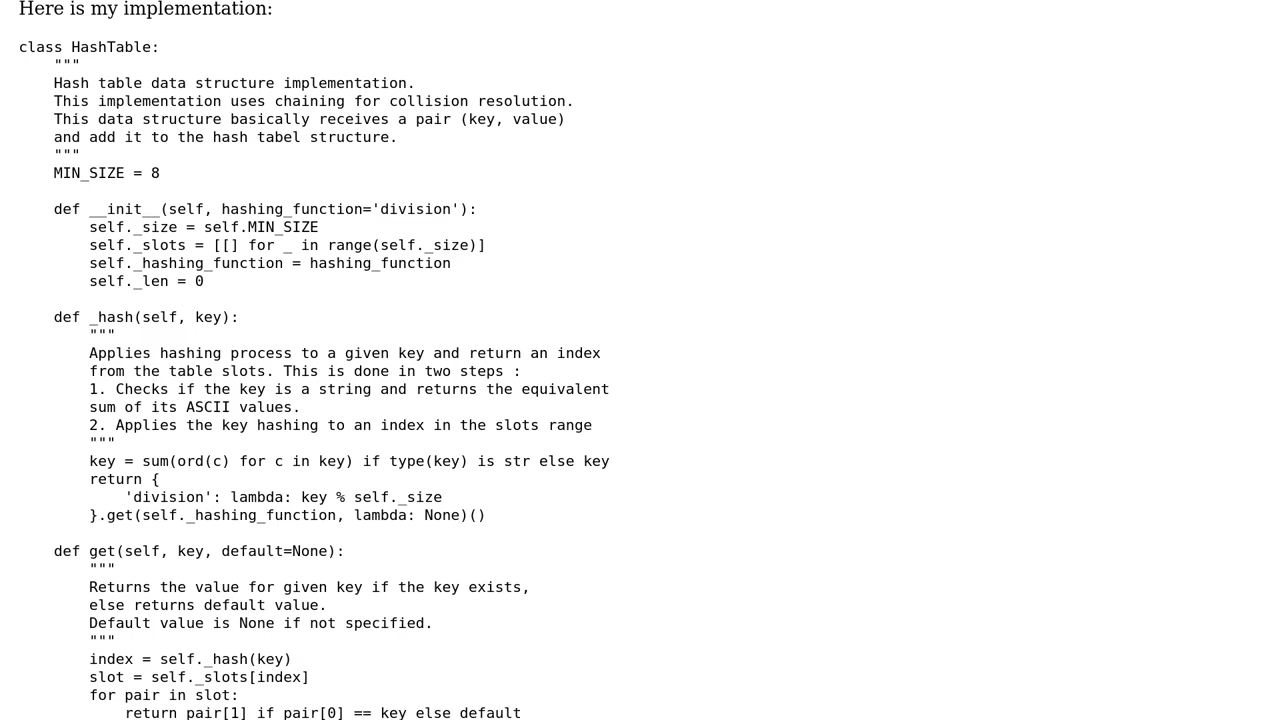 Here is my implementation:
class HashTable:
    """
    Hash table data structure implementation.
    This implementation uses chaining for collision resolution.
    This data structure basically receives a pair (key, value)
    and add it to the hash tabel structure.
    """
    MIN_SIZE = 8

    def __init__(self, hashing_function='division'):
        self._size = self.MIN_SIZE
        self._slots = [[] for _ in range(self._size)]
        self._hashing_function = hashing_function
        self._len = 0

    def _hash(self, key):
        """
        Applies hashing process to a given key and return an index
        from the table slots. This is done in two steps :
        1. Checks if the key is a string and returns the equivalent
        sum of its ASCII values.
        2. Applies the key hashing to an index in the slots range
        """
        key = sum(ord(c) for c in key) if type(key) is str else key
        return {
            'division': lambda: key % self._size
        }.get(self._hashing_function, lambda: None)()

    def get(self, key, default=None):
        """
        Returns the value for given key if the key exists,
        else returns default value.
        Default value is None if not specified.
        """
        index = self._hash(key)
        slot = self._slots[index]
        for pair in slot:
            return pair[1] if pair[0] == key else default